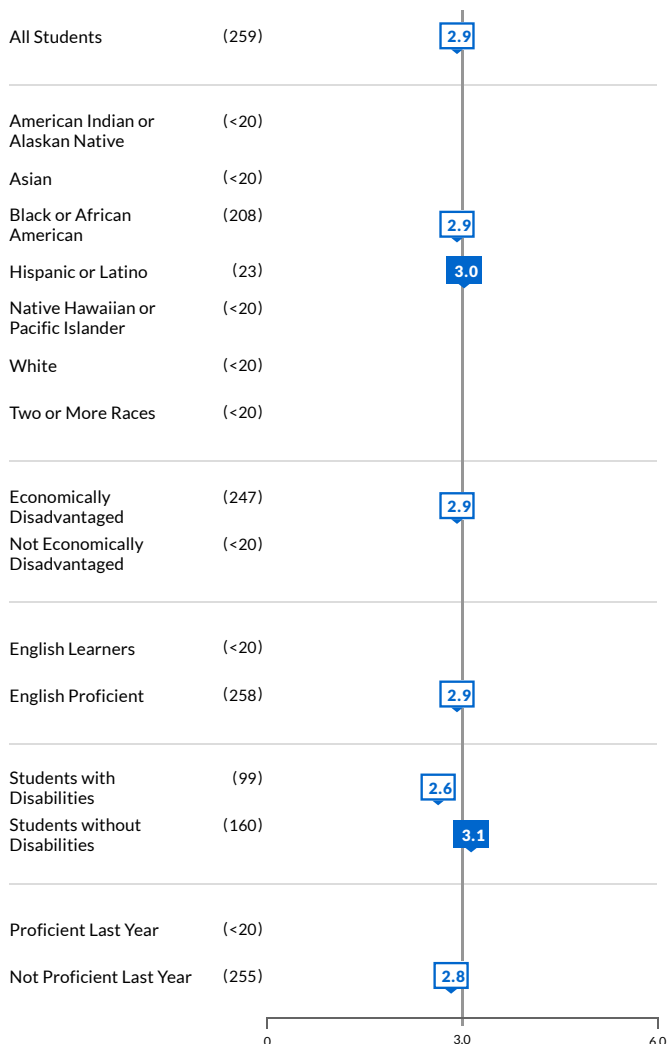 All Students (259) 2.9
American Indian or (<20)
Alaskan Native
Asian (<20)
Black or African (208) 2.9
American
Hispanic or Latino (23) 3.0
Native Hawaiian or (<20)
Pacific Islander
White (<20)
Two or More Races (<20)
Economically (247) 2.9
Disadvantaged
Not Economically (<20)
Disadvantaged
English Learners (<20)
English Proficient (258) 2.9
Students with (99) 2.6
Disabilities
Students without (160) 3.1
Disabilities
Proficient Last Year (<20)
Not Proficient Last Year (255) 2.8
0 3.0 6.0